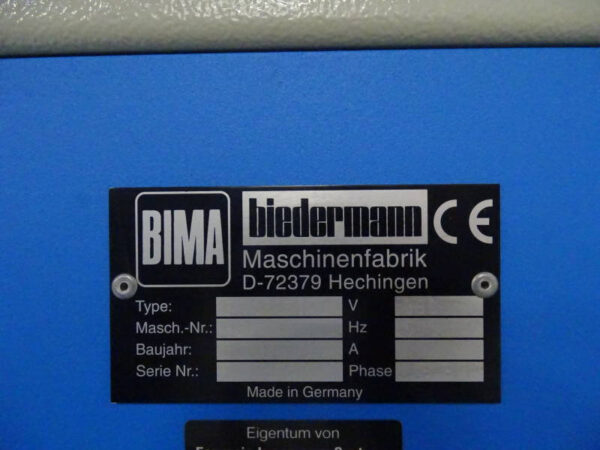 BIMA
biedermann CE
Maschinenfabrik
D-72379 Hechingen
Type: V
Masch.-Nr.: Hz
Baujahr: A
Serie Nr.: Phase
Made in Germany
Eigentum von